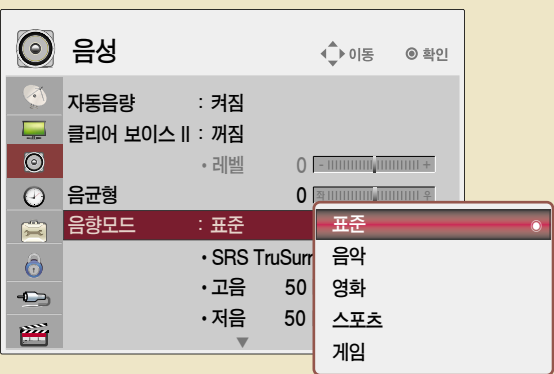 음성 이동 확인
자동음량 : 켜짐
클리어 보이스 II : 꺼짐
• 레벨 0 - +
음균형 0 좌 우
음향모드 : 표준
• SRS TruSurr
• 고음 50
• 저음 50
표준
음악
영화
스포츠
게임